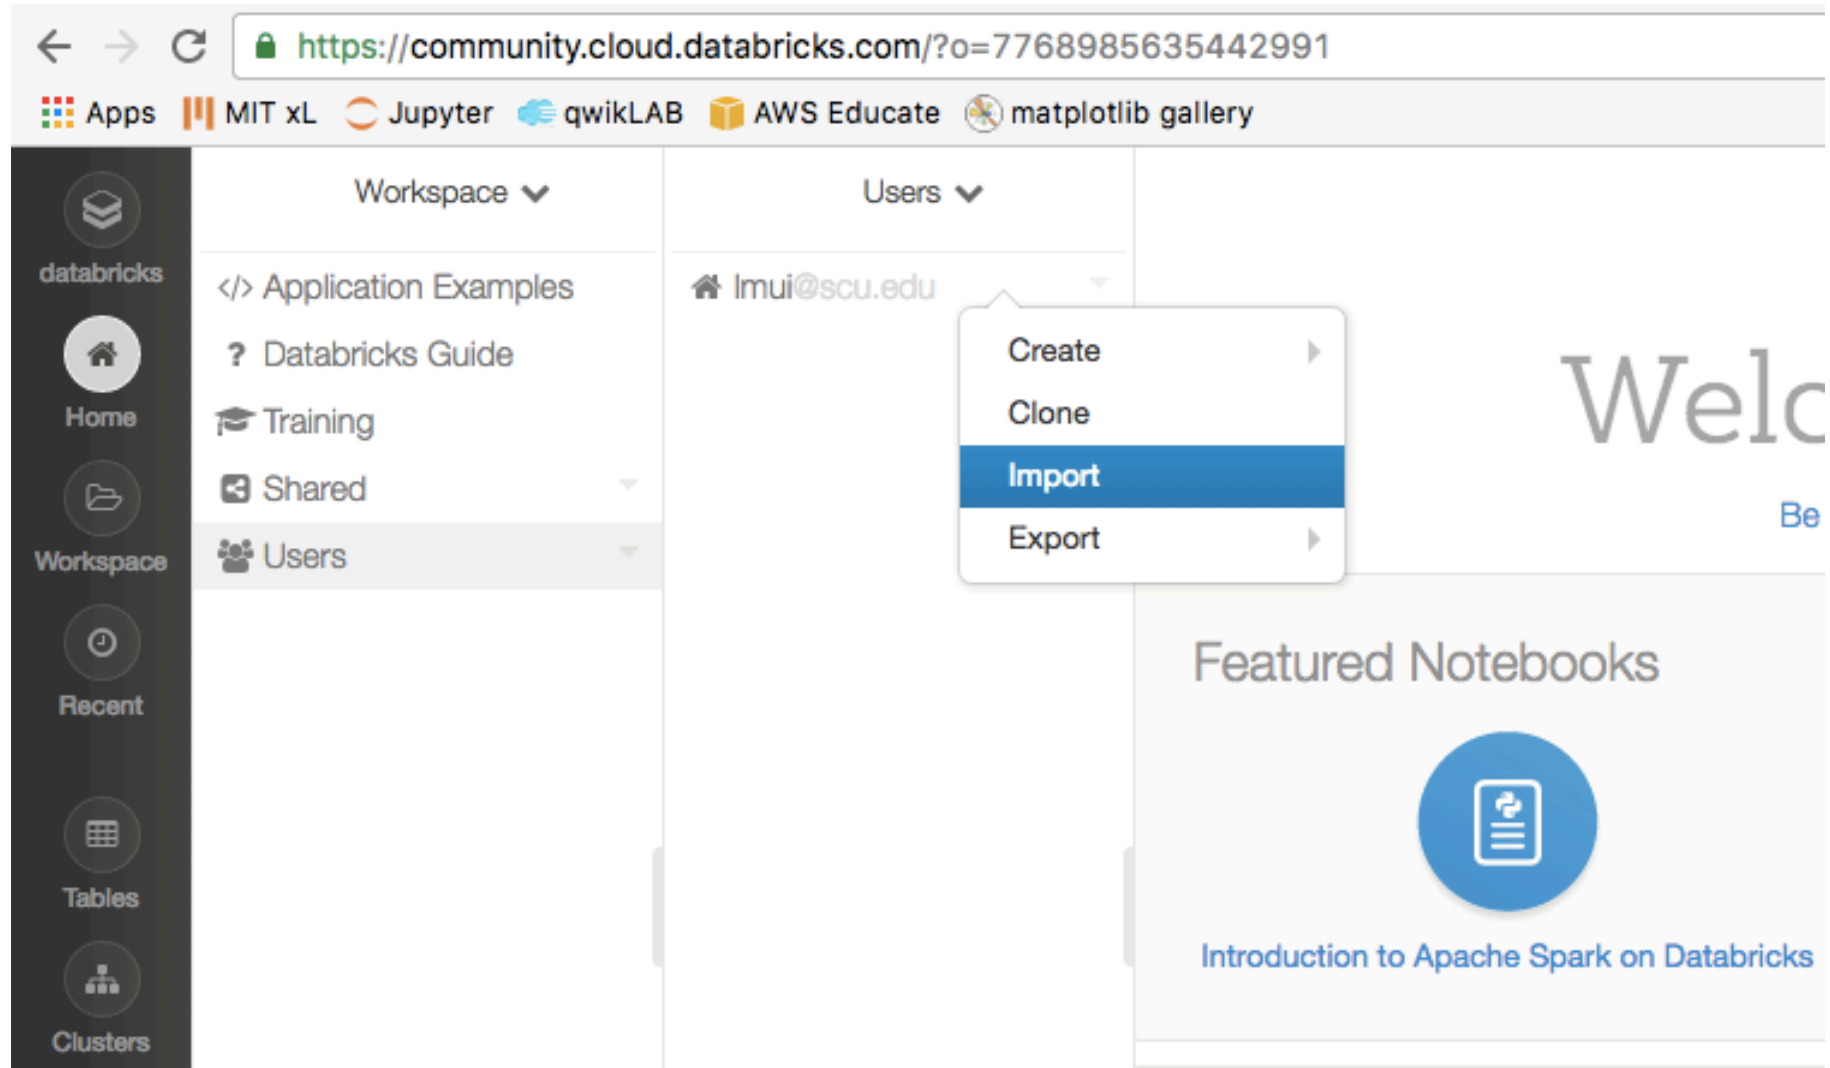 https://community.cloud.databricks.com/?o=7768985635442991
Apps MIT xL Jupyter qwikLAB AWS Educate matplotlib gallery
databricks
Home
Workspace
Recent
Tables
Clusters
Workspace
</> Application Examples
? Databricks Guide
Training
Shared
Users
Users
lmui@scu.edu
Create
Clone
Import
Export
Welc
Be
Featured Notebooks
Introduction to Apache Spark on Databricks